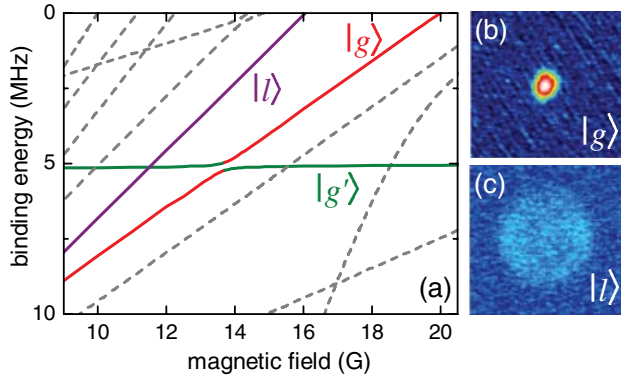 0
5
10
binding energy (MHz)
10
12
14
16
18
20
magnetic field (G)
|l⟩
|g⟩
|g'⟩
(a)
(b)
|g⟩
(c)
|l⟩